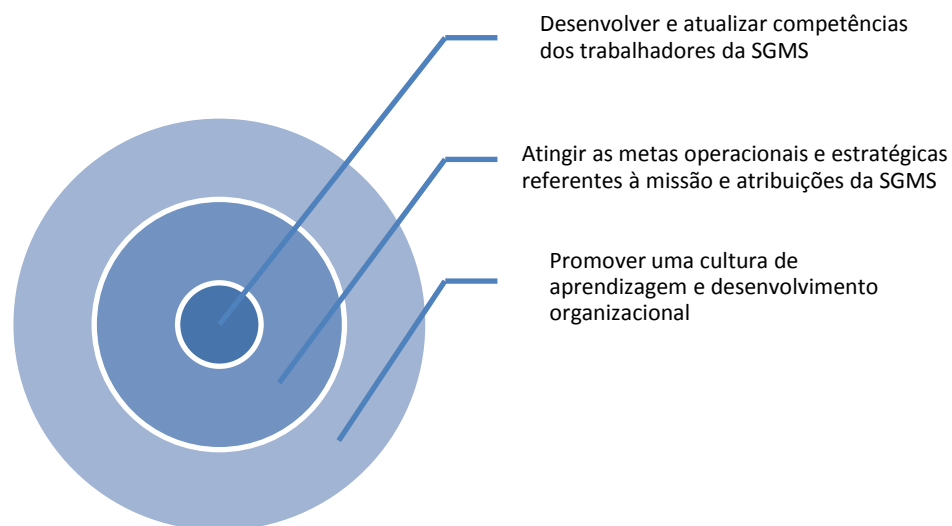 Desenvolver e atualizar competências
dos trabalhadores da SGMS
Atingir as metas operacionais e estratégicas
referentes à missão e atribuições da SGMS
Promover uma cultura de
aprendizagem e desenvolvimento
organizacional